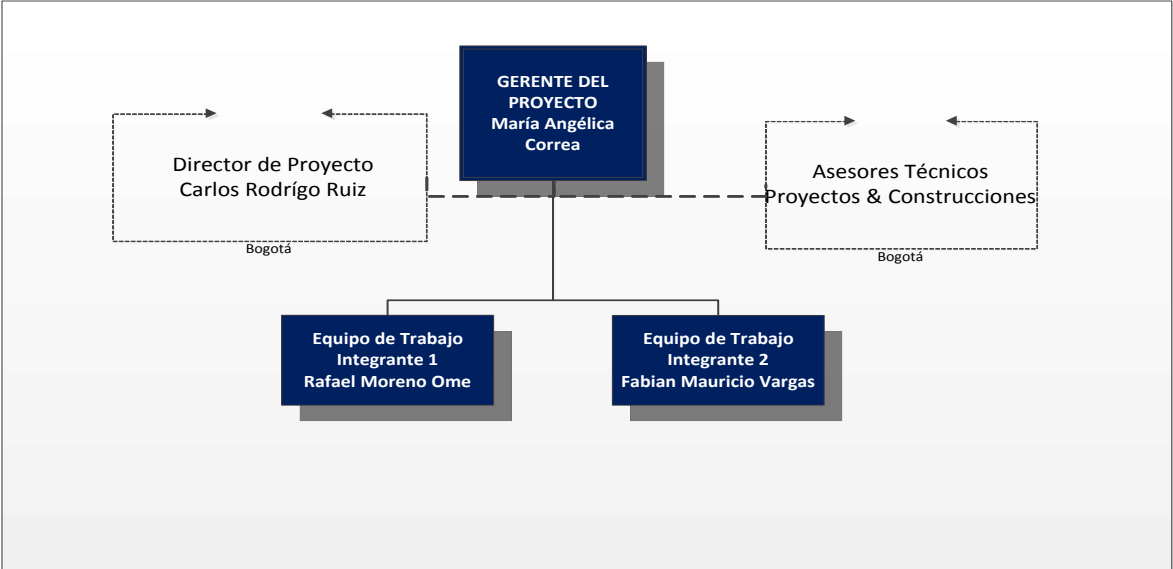 GERENTE DEL
PROYECTO
María Angélica
Correa
Director de Proyecto
Carlos Rodrígo Ruiz
Bogotá
Asesores Técnicos
Proyectos & Construcciones
Bogotá
Equipo de Trabajo
Integrante 1
Rafael Moreno Ome
Equipo de Trabajo
Integrante 2
Fabian Mauricio Vargas